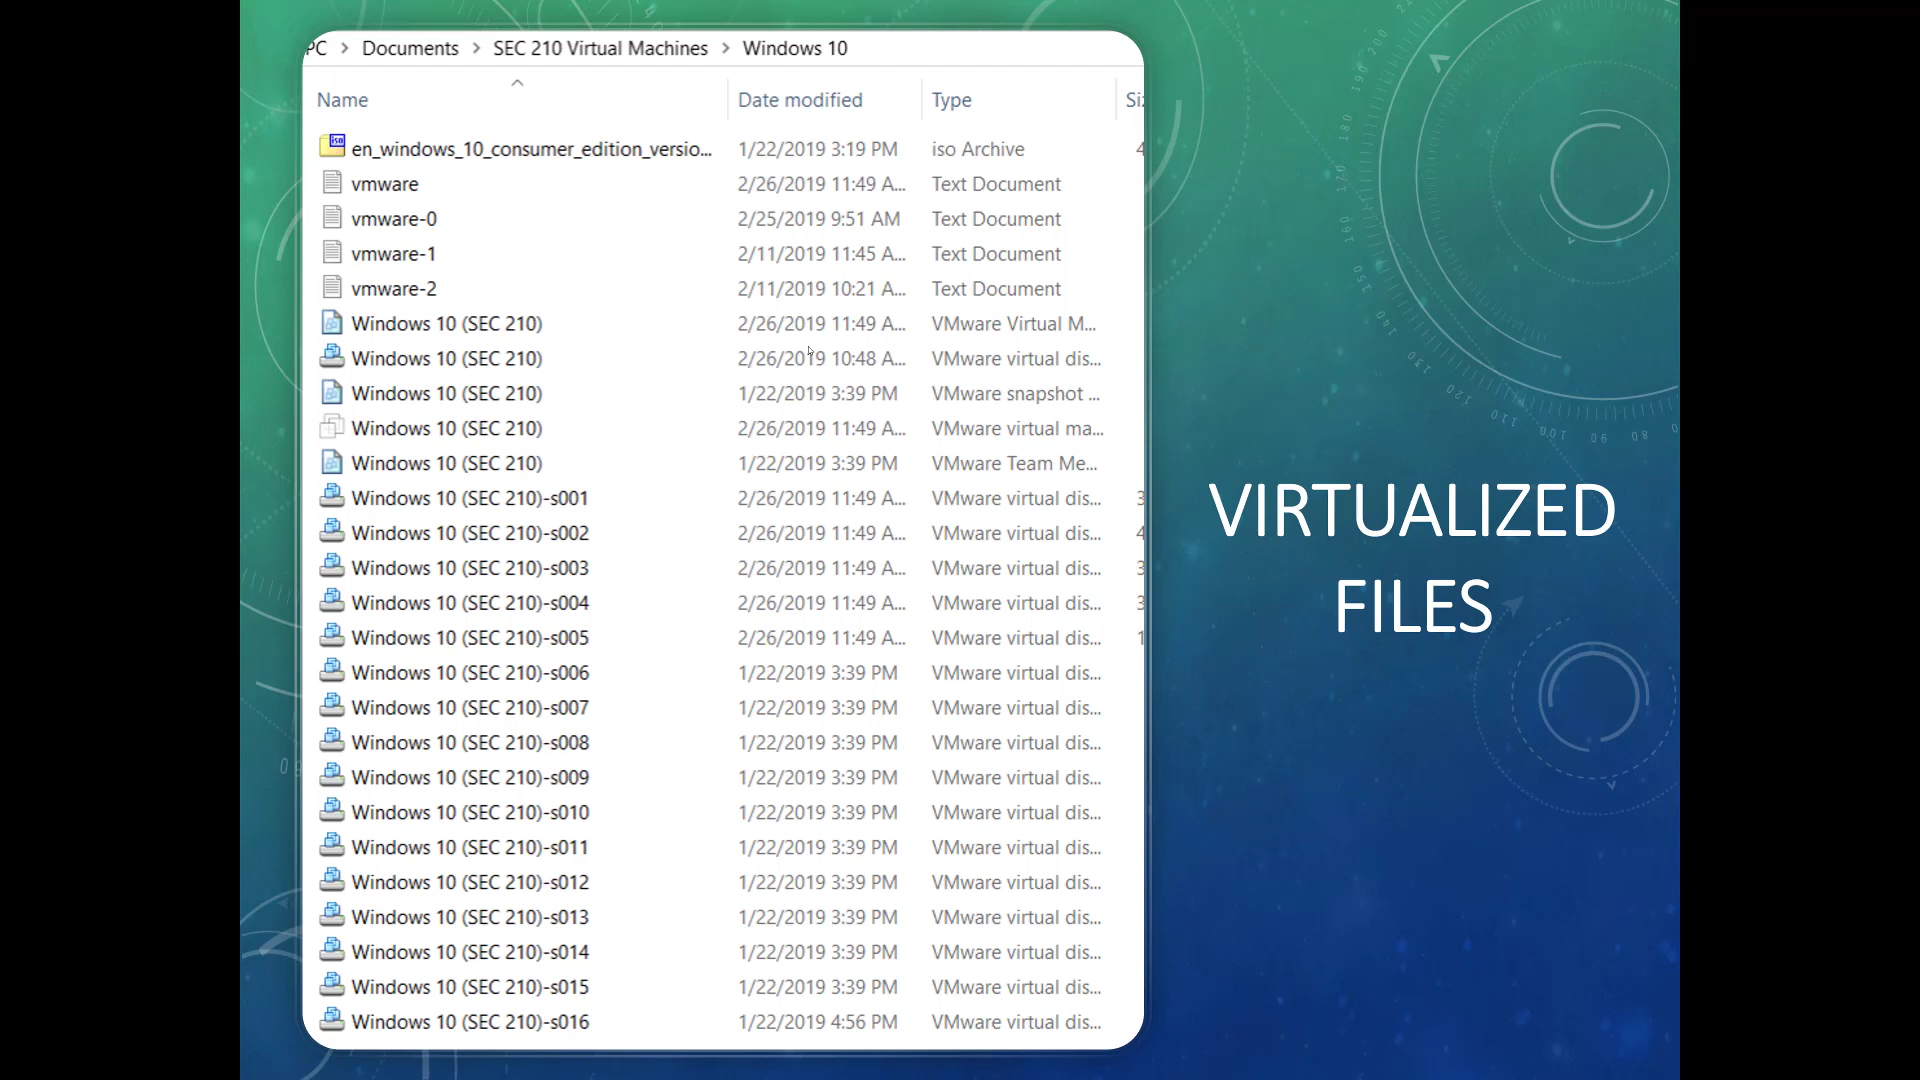 PC > Documents > SEC 210 Virtual Machines > Windows 10
Name Date modified Type Siz
en_windows_10_consumer_edition_versio... 1/22/2019 3:19 PM iso Archive 4
vmware 2/26/2019 11:49 A... Text Document
vmware-0 2/25/2019 9:51 AM Text Document
vmware-1 2/11/2019 11:45 A... Text Document
vmware-2 2/11/2019 10:21 A... Text Document
Windows 10 (SEC 210) 2/26/2019 11:49 A... VMware Virtual M...
Windows 10 (SEC 210) 2/26/2019 10:48 A... VMware virtual dis...
Windows 10 (SEC 210) 1/22/2019 3:39 PM VMware snapshot ...
Windows 10 (SEC 210) 2/26/2019 11:49 A... VMware virtual ma...
Windows 10 (SEC 210) 1/22/2019 3:39 PM VMware Team Me...
Windows 10 (SEC 210)-s001 2/26/2019 11:49 A... VMware virtual dis... 3
Windows 10 (SEC 210)-s002 2/26/2019 11:49 A... VMware virtual dis... 4
Windows 10 (SEC 210)-s003 2/26/2019 11:49 A... VMware virtual dis... 3
Windows 10 (SEC 210)-s004 2/26/2019 11:49 A... VMware virtual dis... 3
Windows 10 (SEC 210)-s005 2/26/2019 11:49 A... VMware virtual dis... 1
Windows 10 (SEC 210)-s006 1/22/2019 3:39 PM VMware virtual dis...
Windows 10 (SEC 210)-s007 1/22/2019 3:39 PM VMware virtual dis...
Windows 10 (SEC 210)-s008 1/22/2019 3:39 PM VMware virtual dis...
Windows 10 (SEC 210)-s009 1/22/2019 3:39 PM VMware virtual dis...
Windows 10 (SEC 210)-s010 1/22/2019 3:39 PM VMware virtual dis...
Windows 10 (SEC 210)-s011 1/22/2019 3:39 PM VMware virtual dis...
Windows 10 (SEC 210)-s012 1/22/2019 3:39 PM VMware virtual dis...
Windows 10 (SEC 210)-s013 1/22/2019 3:39 PM VMware virtual dis...
Windows 10 (SEC 210)-s014 1/22/2019 3:39 PM VMware virtual dis...
Windows 10 (SEC 210)-s015 1/22/2019 3:39 PM VMware virtual dis...
Windows 10 (SEC 210)-s016 1/22/2019 4:56 PM VMware virtual dis...
VIRTUALIZED
FILES